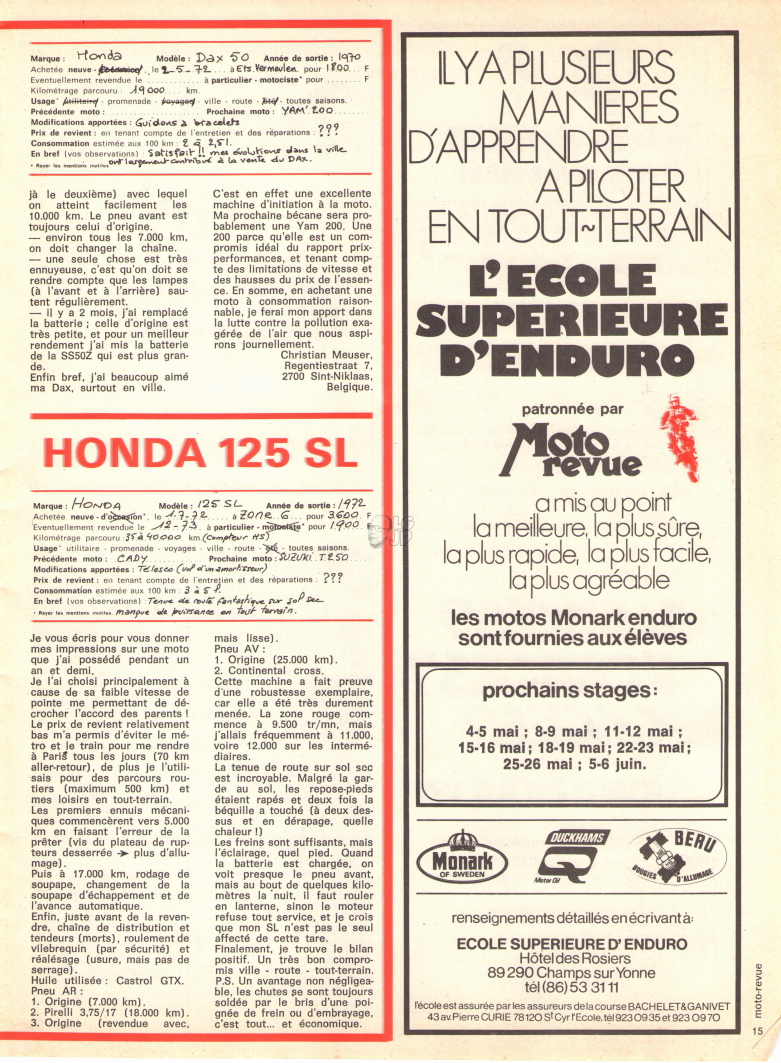 Marque : Honda Modèle : Dax 50 Année de sortie : 1970
Achetée neuve - d'occasion*, le 2-5-72 à Ets. Vermeulen pour 1800 F
Eventuellement revendue le ........ à particulier - motociste* pour ........ F
Kilométrage parcouru : 19000 km.
Usage* utilitaire - promenade - voyages - ville - route - été - toutes saisons.
Précédente moto : ........ Prochaine moto : YAM' 200
Modifications apportées : Guidons à bracelets
Prix de revient : en tenant compte de l'entretien et des réparations : ???
Consommation estimée aux 100 km : 2 à 2,5 l.
En bref (vos observations) : Satisfait !! mes évolutions dans la ville
* Rayer les mentions inutiles. ont largement contribué à la vente du DAX.
jà le deuxième) avec lequel
on atteint facilement les
10.000 km. Le pneu avant est
toujours celui d'origine.
— environ tous les 7.000 km,
on doit changer la chaîne.
— une seule chose est très
ennuyeuse, c'est qu'on doit se
rendre compte que les lampes
(à l'avant et à l'arrière) sau-
tent régulièrement.
— il y a 2 mois, j'ai remplacé
la batterie ; celle d'origine est
très petite, et pour un meilleur
rendement j'ai mis la batterie
de la SS50Z qui est plus gran-
de.
Enfin bref, j'ai beaucoup aimé
ma Dax, surtout en ville.
C'est en effet une excellente
machine d'initiation à la moto.
Ma prochaine bécane sera pro-
bablement une Yam 200. Une
200 parce qu'elle est un com-
promis idéal du rapport prix-
performances, et tenant comp-
te des limitations de vitesse et
des hausses du prix de l'essen-
ce. En somme, en achetant une
moto à consommation raison-
nable, je ferai mon apport dans
la lutte contre la pollution exa-
gérée de l'air que nous aspi-
rons journellement.
Christian Meuser,
Regentiestraat 7,
2700 Sint-Niklaas,
Belgique.
HONDA 125 SL
Marque : HONDA Modèle : 125 SL Année de sortie : 1972
Achetée neuve - d'occasion*, le 1-7-72 à ZONE G pour 3600 F
Eventuellement revendue le 12-73 à particulier - motociste* pour 1900 F
Kilométrage parcouru : 35 à 40000 km (Compteur HS)
Usage* utilitaire - promenade - voyages - ville - route - été - toutes saisons.
Précédente moto : CADY Prochaine moto : SUZUKI T250
Modifications apportées : Télesco (vol d'un amortisseur)
Prix de revient : en tenant compte de l'entretien et des réparations : ???
Consommation estimée aux 100 km : 3 à 5 l.
En bref (vos observations) : Tenue de route fantastique sur sol sec
* Rayer les mentions inutiles. manque de puissance en tout terrain.
Je vous écris pour vous donner
mes impressions sur une moto
que j'ai possédé pendant un
an et demi.
Je l'ai choisi principalement à
cause de sa faible vitesse de
pointe me permettant de dé-
crocher l'accord des parents !
Le prix de revient relativement
bas m'a permis d'éviter le mé-
tro et le train pour me rendre
à Paris tous les jours (70 km
aller-retour), de plus je l'utili-
sais pour des parcours rou-
tiers (maximum 500 km) et
mes loisirs en tout-terrain.
Les premiers ennuis mécani-
ques commencèrent vers 5.000
km en faisant l'erreur de la
prêter (vis du plateau de rup-
teurs desserrée → plus d'allu-
mage).
Puis à 17.000 km, rodage de
soupape, changement de la
soupape d'échappement et de
l'avance automatique.
Enfin, juste avant de la reven-
dre, chaîne de distribution et
tendeurs (morts), roulement de
vilebrequin (par sécurité) et
réalésage (usure, mais pas de
serrage).
Huile utilisée : Castrol GTX.
Pneu AR :
1. Origine (7.000 km).
2. Pirelli 3,75/17 (18.000 km).
3. Origine (revendue avec,
mais lisse).
Pneu AV :
1. Origine (25.000 km).
2. Continental cross.
Cette machine a fait preuve
d'une robustesse exemplaire,
car elle a été très durement
menée. La zone rouge com-
mence à 9.500 tr/mn, mais
j'allais fréquemment à 11.000,
voire 12.000 sur les intermé-
diaires.
La tenue de route sur sol sec
est incroyable. Malgré la gar-
de au sol, les repose-pieds
étaient rapés et deux fois la
béquille a touché (à deux des-
sus et en dérapage, quelle
chaleur !)
Les freins sont suffisants, mais
l'éclairage, quel pied. Quand
la batterie est chargée, on
voit presque le pneu avant,
mais au bout de quelques kilo-
mètres la nuit, il faut rouler
en lanterne, sinon le moteur
refuse tout service, et je crois
que mon SL n'est pas le seul
affecté de cette tare.
Finalement, je trouve le bilan
positif. Un très bon compro-
mis ville - route - tout-terrain.
P.S. Un avantage non négligea-
ble, les chutes se sont toujours
soldée par le bris d'une poi-
gnée de frein ou d'embrayage,
c'est tout... et économique.
IL Y A PLUSIEURS
MANIERES
D'APPRENDRE
A PILOTER
EN TOUT~TERRAIN
L'ECOLE
SUPERIEURE
D'ENDURO
patronnée par
Moto
revue
a mis au point
la meilleure, la plus sûre,
la plus rapide, la plus facile,
la plus agréable
les motos Monark enduro
sont fournies aux élèves
prochains stages :
4-5 mai ; 8-9 mai ; 11-12 mai ;
15-16 mai ; 18-19 mai ; 22-23 mai ;
25-26 mai ; 5-6 juin.
Monark
OF SWEDEN
DUCKHAMS
Q
Motor Oil
BERU
BOUGIES D'ALLUMAGE
renseignements détaillés en écrivant à:
ECOLE SUPERIEURE D'ENDURO
Hôtel des Rosiers
89290 Champs sur Yonne
tél (86) 53 31 11
l'école est assurée par les assureurs de la course BACHELET & GANIVET
43 av. Pierre CURIE 78120 St Cyr l'Ecole, tél 923 09 35 et 923 09 70
moto-revue
15